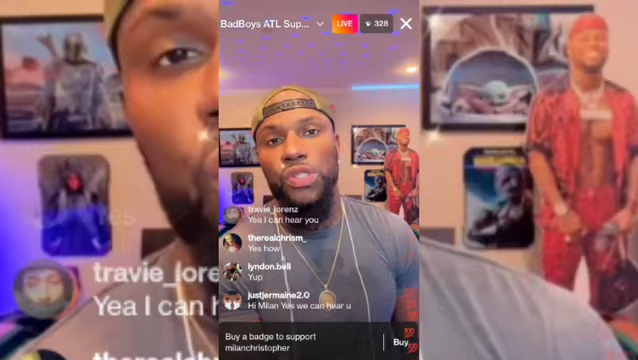 BadBoys ATL Sup...
LIVE
328
travie_lorenz
Yea I can hear you
therealchrism_
Yes how
lyndon.bell
Yup
justjermaine2.0
Hi Milan Yes we can hear u
Buy a badge to support
milanchristopher
Buy
Yes
travie_lore
Yea I can h